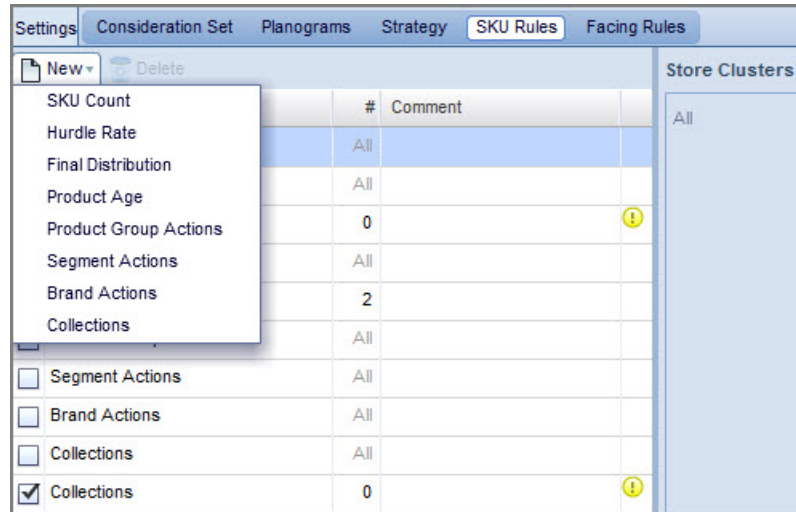 Settings Consideration Set Planograms Strategy SKU Rules Facing Rules
New Delete
Store Clusters
SKU Count
Hurdle Rate
Final Distribution
Product Age
Product Group Actions
Segment Actions
Brand Actions
Collections
# Comment
All
All
All
0
All
2
All
Segment Actions All
Brand Actions All
Collections All
Collections 0